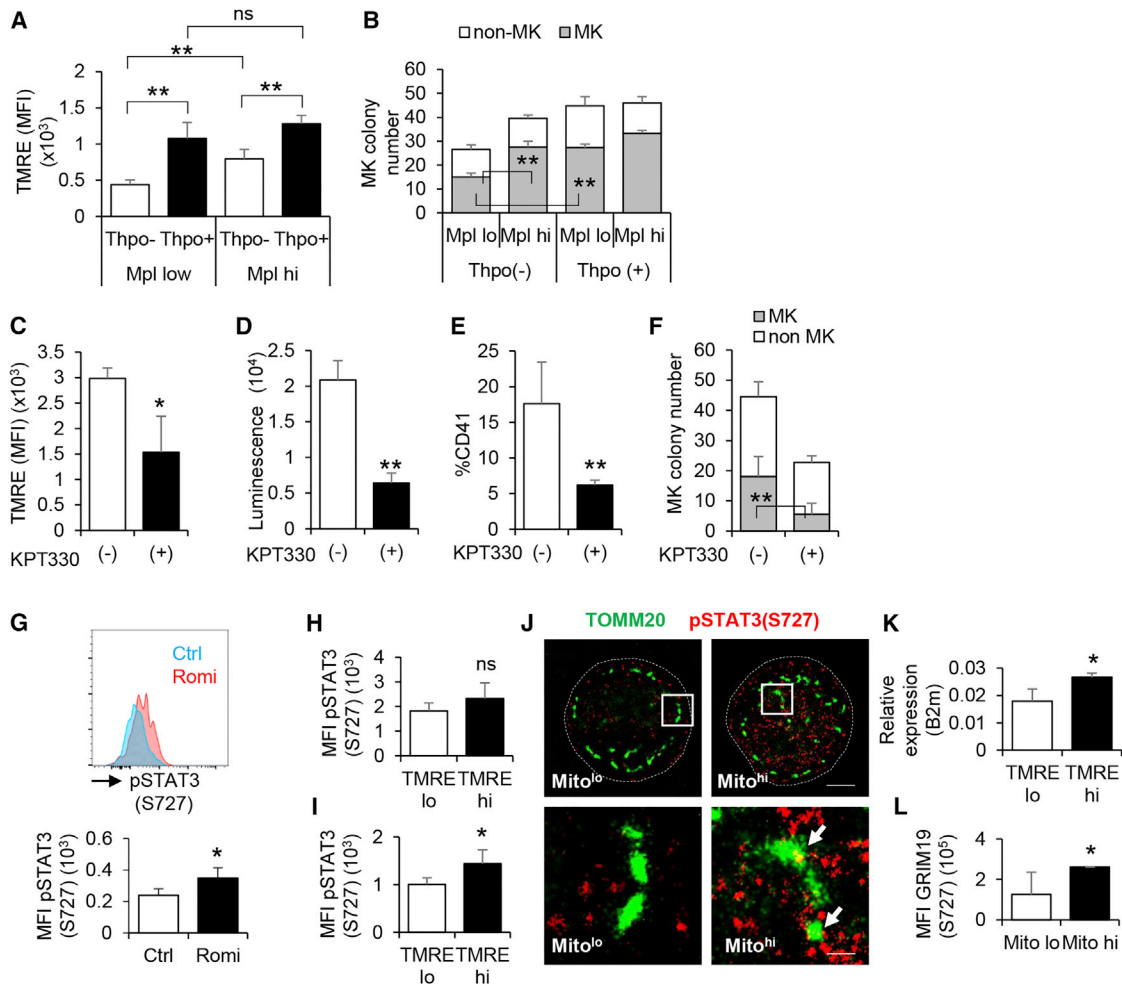 A
ns
**
**
**
TMRE (MFI)
(x10³)
2
1.5
1
0.5
0
Thpo- Thpo+ Thpo- Thpo+
Mpl low Mpl hi
B
non-MK MK
MK colony
number
60
50
40
30
20
10
0
**
**
Mpl lo Mpl hi Mpl lo Mpl hi
Thpo(-) Thpo (+)
C
TMRE (MFI) (x10³)
3.5
3
2.5
2
1.5
1
0.5
0
*
KPT330 (-) (+)
D
Luminescence (10⁴)
2.5
2
1.5
1
0.5
0
**
KPT330 (-) (+)
E
%CD41
25
20
15
10
5
0
**
KPT330 (-) (+)
F
MK
non MK
MK colony number
60
50
40
30
20
10
0
**
KPT330 (-) (+)
G
Ctrl
Romi
pSTAT3
(S727)
MFI pSTAT3
(S727) (10³)
0.6
0.4
0.2
0
*
Ctrl Romi
H
MFI pSTAT3
(S727) (10³)
4
3
2
1
0
ns
TMRE TMRE
lo hi
I
MFI pSTAT3
(S727) (10³)
2
1.5
1
0.5
0
*
TMRE TMRE
lo hi
J
TOMM20 pSTAT3(S727)
Mitoˡᵒ
Mitoʰⁱ
Mitoˡᵒ
Mitoʰⁱ
K
Relative
expression
(B2m)
0.03
0.02
0.01
0
*
TMRE TMRE
lo hi
L
MFI GRIM19
(S727) (10⁵)
4
2
0
*
Mito lo Mito hi